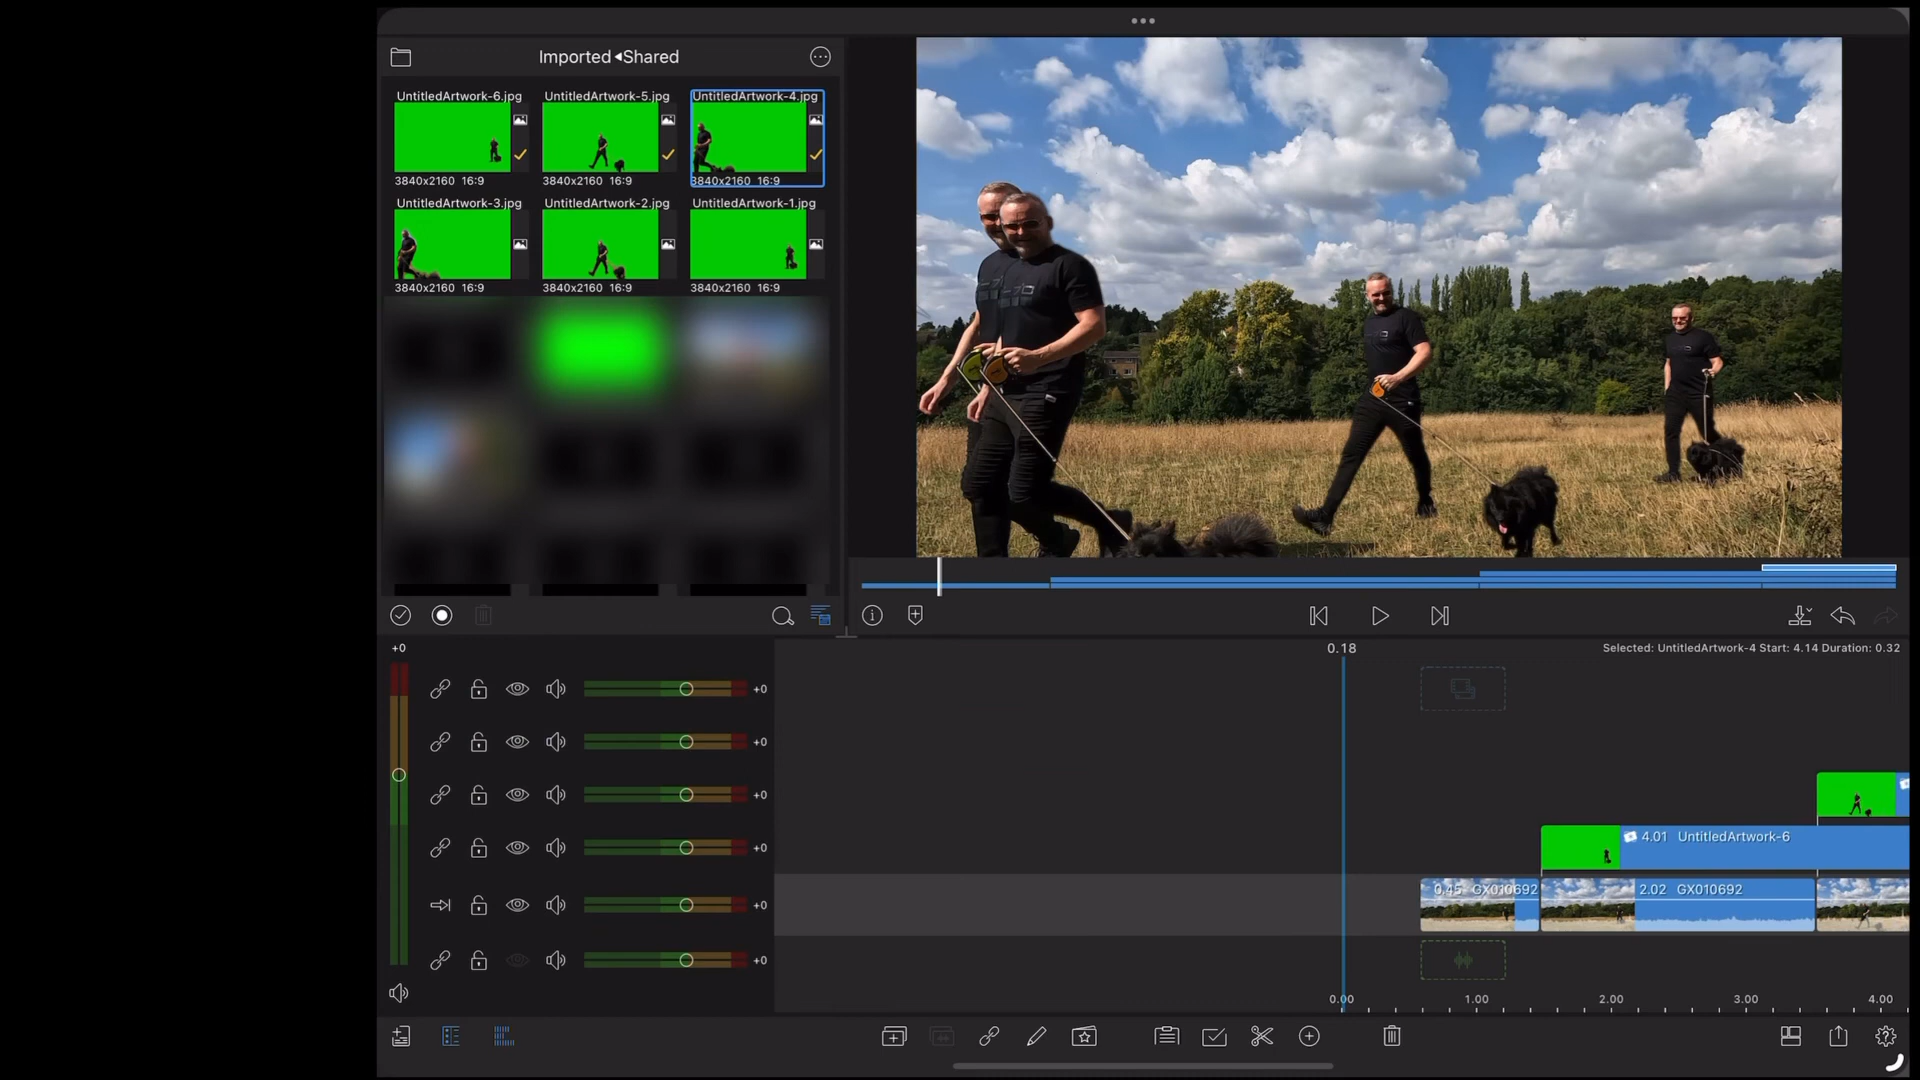 Imported ◂Shared
UntitledArtwork-6.jpg
UntitledArtwork-5.jpg
UntitledArtwork-4.jpg
3840x2160 16:9
3840x2160 16:9
3840x2160 16:9
UntitledArtwork-3.jpg
UntitledArtwork-2.jpg
UntitledArtwork-1.jpg
3840x2160 16:9
3840x2160 16:9
3840x2160 16:9
+0
0.18
Selected: UntitledArtwork-4 Start: 4.14 Duration: 0.32
+0
+0
+0
+0
4.01 UntitledArtwork-6
0.45 GX010692
2.02 GX010692
+0
+0
0.00
1.00
2.00
3.00
4.00